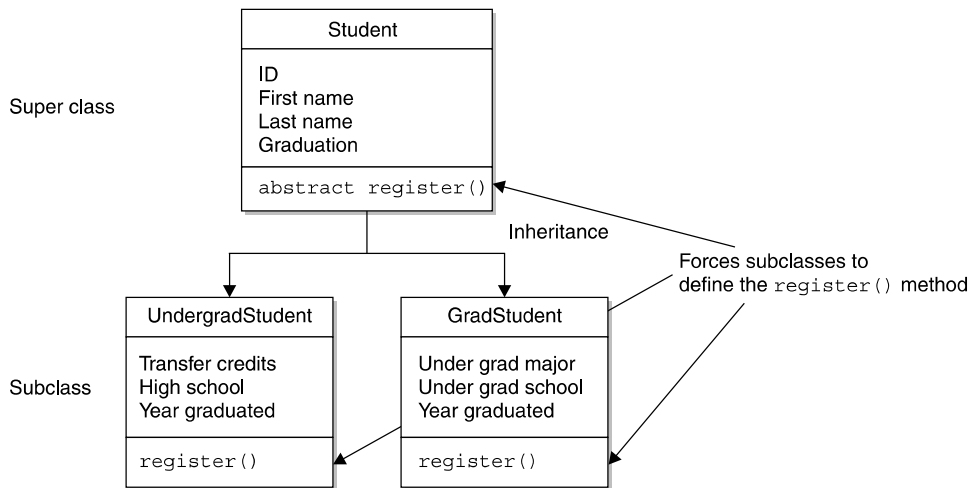 Student
ID
First name
Last name
Graduation
abstract register()
Super class
Inheritance
Forces subclasses to
define the register() method
Subclass
UndergradStudent
Transfer credits
High school
Year graduated
register()
GradStudent
Under grad major
Under grad school
Year graduated
register()